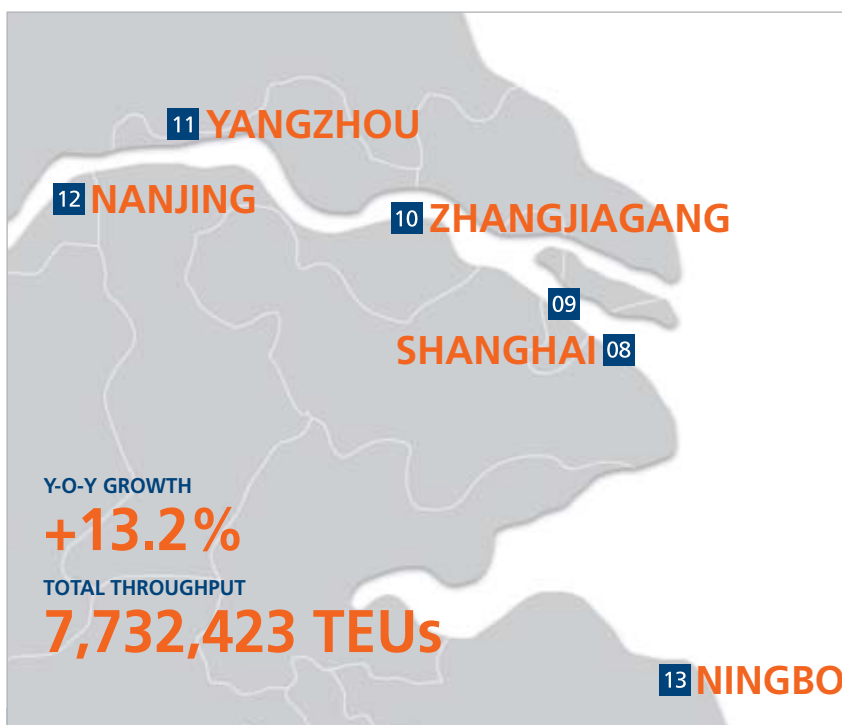 11 YANGZHOU
12 NANJING
10 ZHANGJIAGANG
09
SHANGHAI 08
Y-O-Y GROWTH
+13.2%
TOTAL THROUGHPUT
7,732,423 TEUs
13 NINGBO